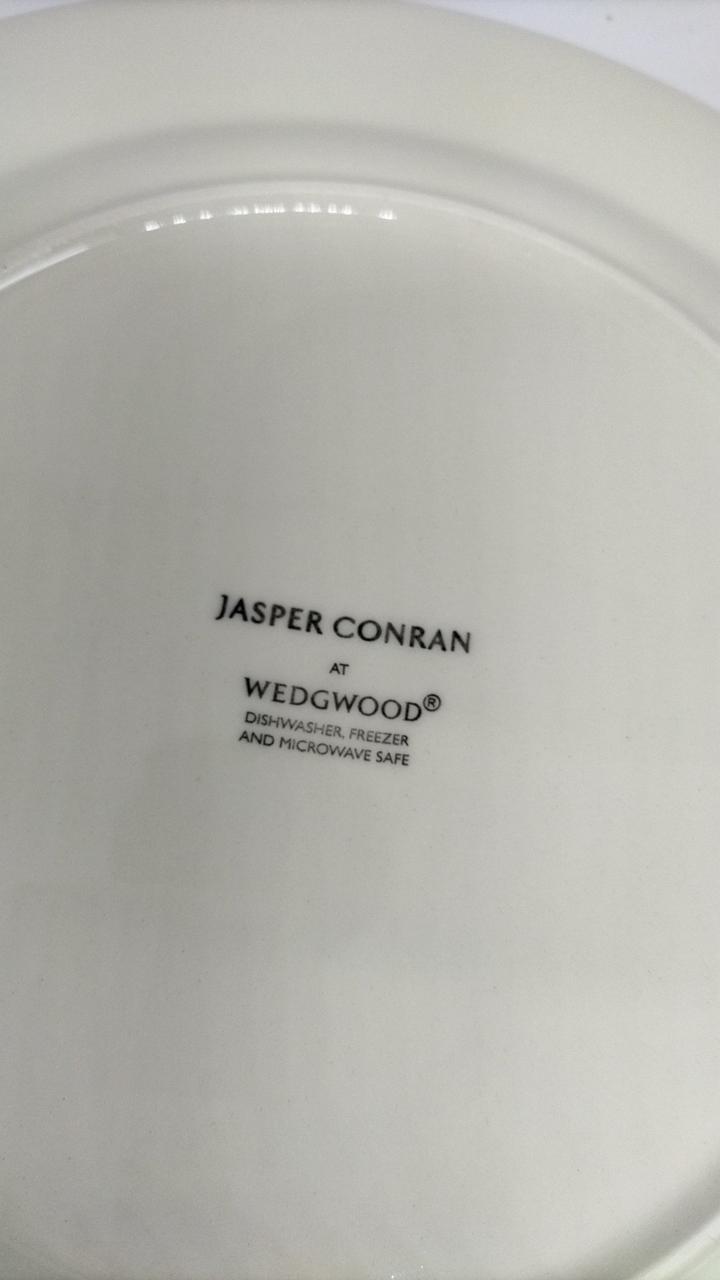 JASPER CONRAN
AT
WEDGWOOD®
DISHWASHER, FREEZER
AND MICROWAVE SAFE